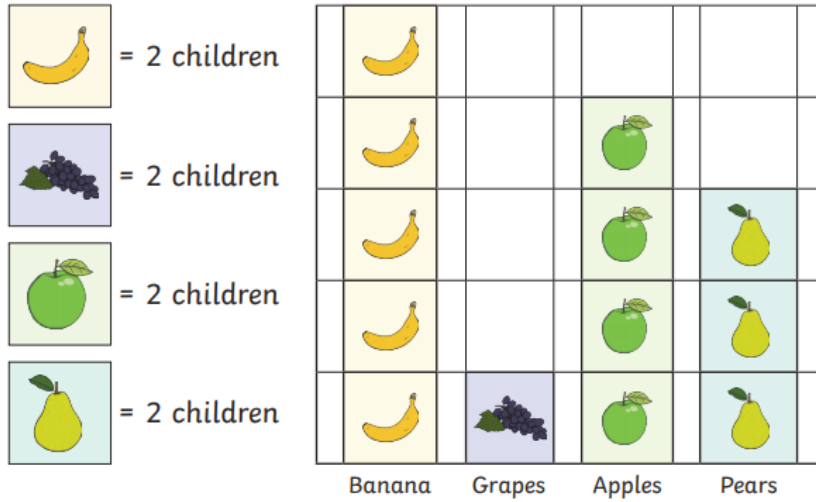 = 2 children
= 2 children
= 2 children
= 2 children
Banana Grapes Apples Pears